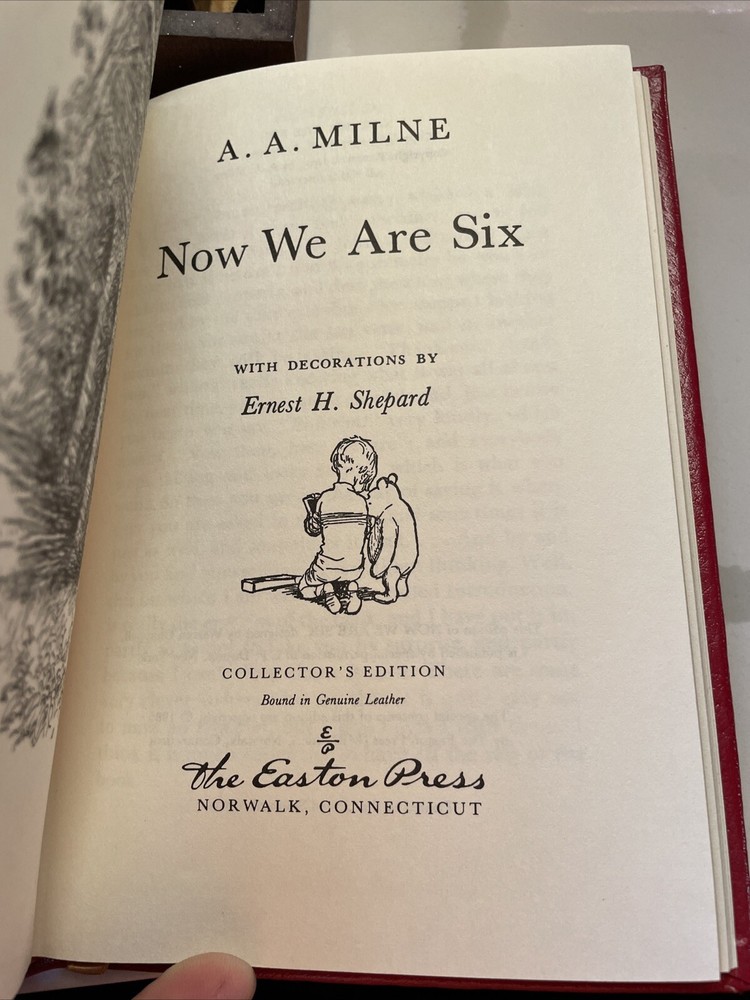 A. A. MILNE
Now We Are Six
WITH DECORATIONS BY
Ernest H. Shepard
COLLECTOR'S EDITION
Bound in Genuine Leather
E
P
The Easton Press
NORWALK, CONNECTICUT